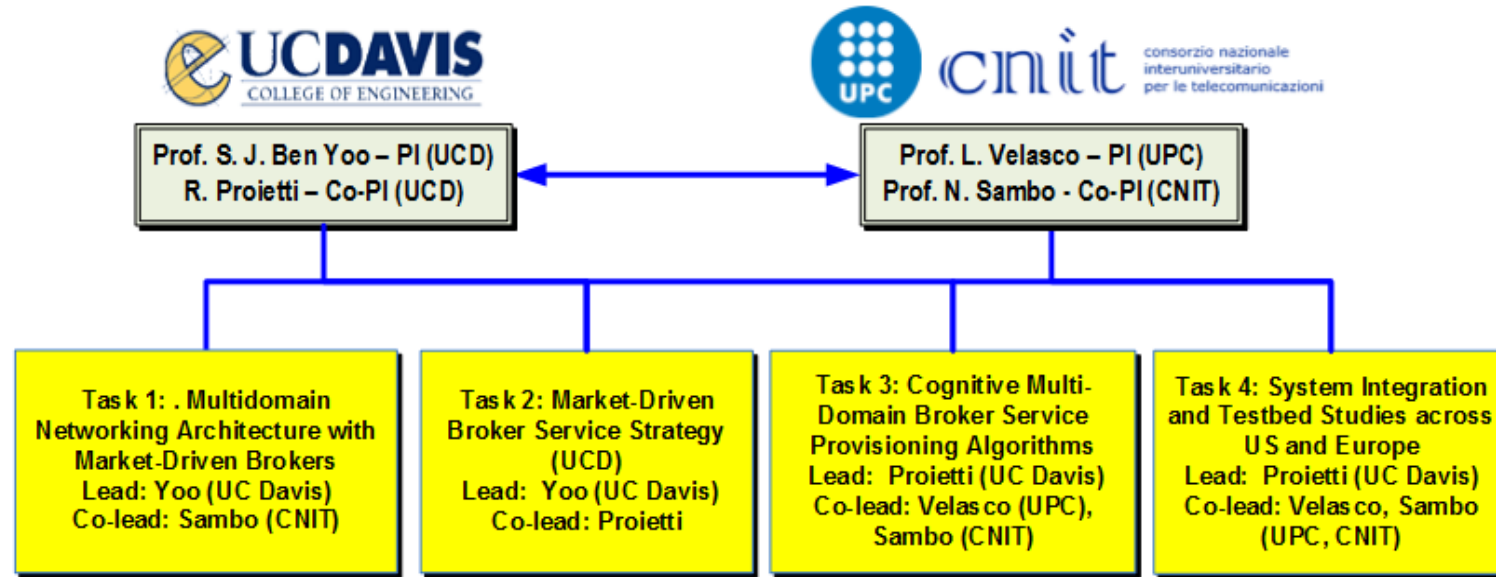 UCDAVIS
COLLEGE OF ENGINEERING
UPC
cnit
consorzio nazionale
interuniversitario
per le telecomunicazioni
Prof. S. J. Ben Yoo – PI (UCD)
R. Proietti – Co-PI (UCD)
Prof. L. Velasco – PI (UPC)
Prof. N. Sambo - Co-PI (CNIT)
Task 1: . Multidomain
Networking Architecture with
Market-Driven Brokers
Lead: Yoo (UC Davis)
Co-lead: Sambo (CNIT)
Task 2: Market-Driven
Broker Service Strategy
(UCD)
Lead: Yoo (UC Davis)
Co-lead: Proietti
Task 3: Cognitive Multi-
Domain Broker Service
Provisioning Algorithms
Lead: Proietti (UC Davis)
Co-lead: Velasco (UPC),
Sambo (CNIT)
Task 4: System Integration
and Testbed Studies across
US and Europe
Lead: Proietti (UC Davis)
Co-lead: Velasco, Sambo
(UPC, CNIT)